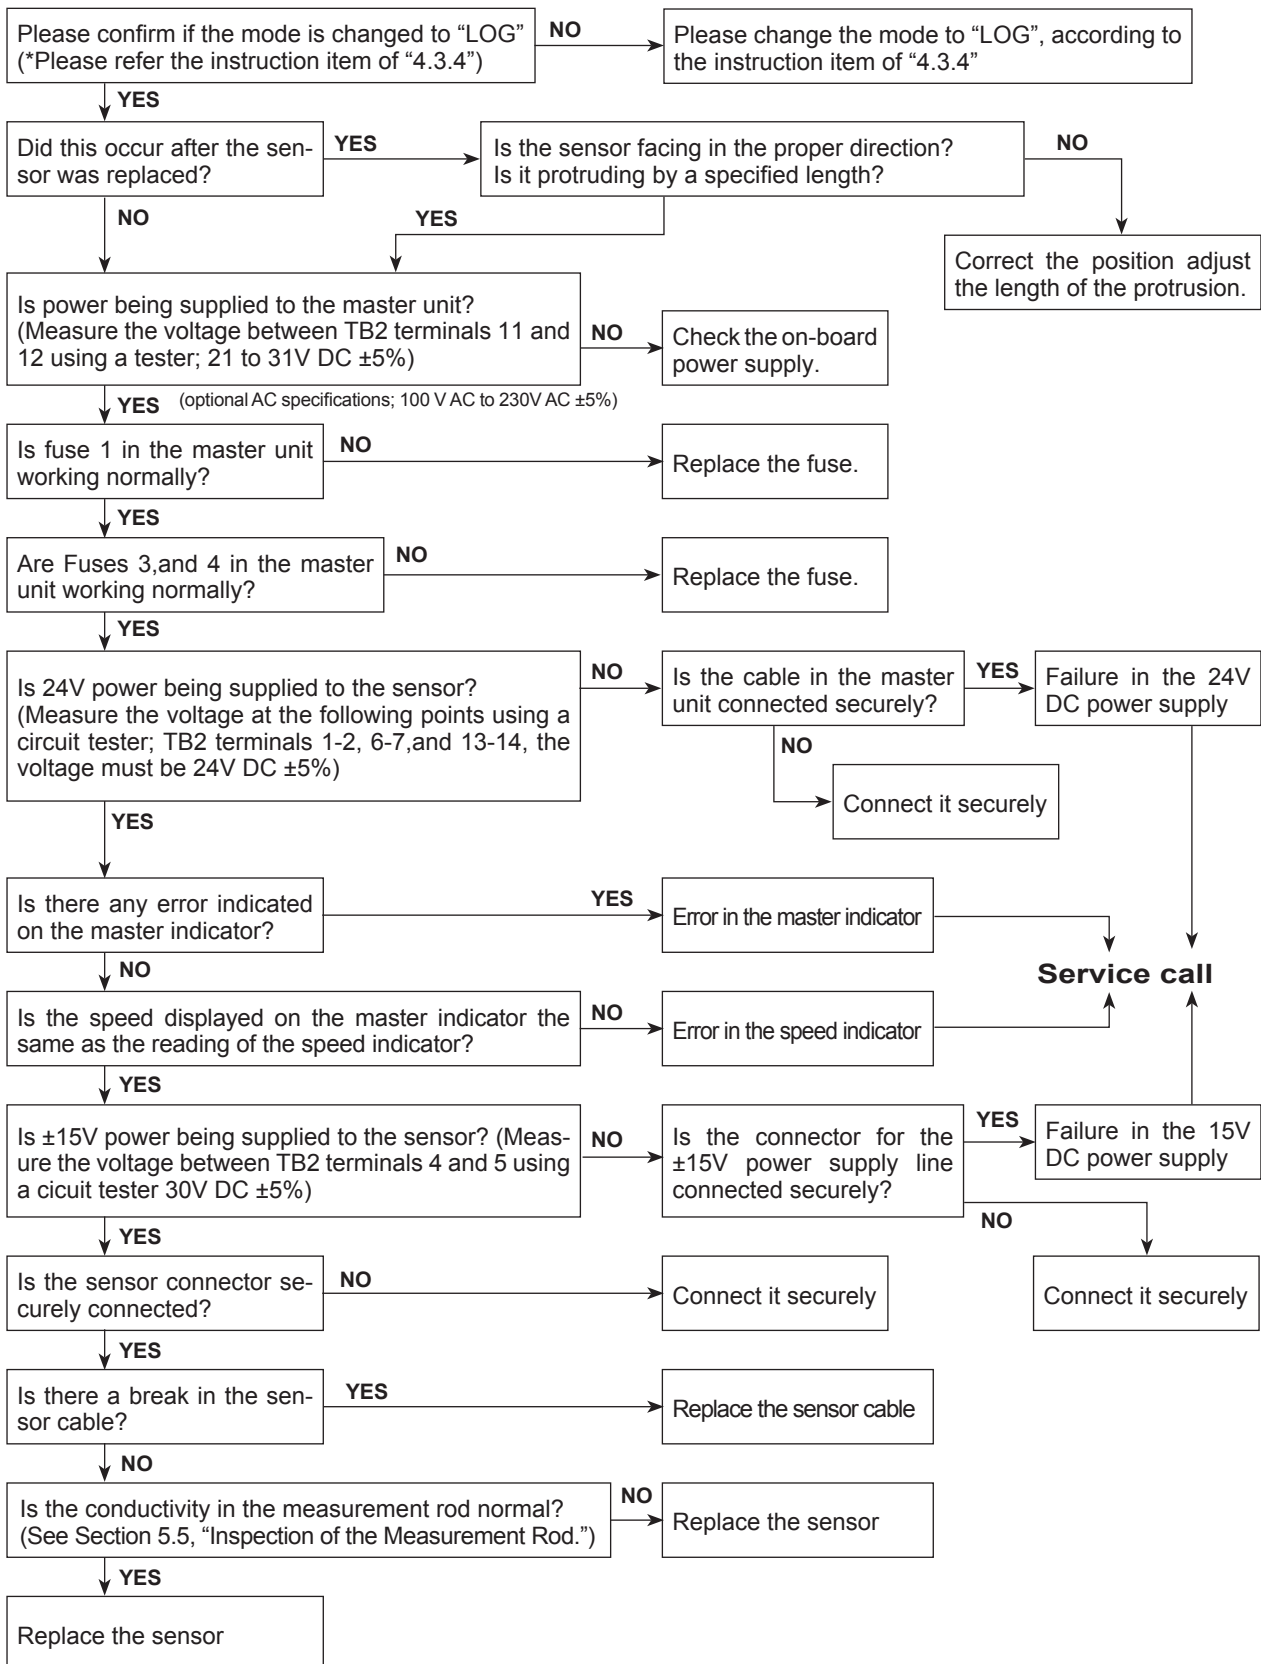 Please confirm if the mode is changed to “LOG”
(*Please refer the instruction item of “4.3.4”)
NO
Please change the mode to “LOG”, according to
the instruction item of “4.3.4”
YES
Did this occur after the sen-
sor was replaced?
YES
Is the sensor facing in the proper direction?
Is it protruding by a specified length?
NO
NO
YES
Correct the position adjust
the length of the protrusion.
Is power being supplied to the master unit?
(Measure the voltage between TB2 terminals 11 and
12 using a tester; 21 to 31V DC ±5%)
NO
Check the on-board
power supply.
YES
(optional AC specifications; 100 V AC to 230V AC ±5%)
Is fuse 1 in the master unit
working normally?
NO
Replace the fuse.
YES
Are Fuses 3,and 4 in the master
unit working normally?
NO
Replace the fuse.
YES
Is 24V power being supplied to the sensor?
(Measure the voltage at the following points using a
circuit tester; TB2 terminals 1-2, 6-7,and 13-14, the
voltage must be 24V DC ±5%)
NO
Is the cable in the master
unit connected securely?
YES
Failure in the 24V
DC power supply
NO
Connect it securely
YES
Is there any error indicated
on the master indicator?
YES
Error in the master indicator
Service call
NO
Is the speed displayed on the master indicator the
same as the reading of the speed indicator?
NO
Error in the speed indicator
YES
Is ±15V power being supplied to the sensor? (Meas-
ure the voltage between TB2 terminals 4 and 5 using
a cicuit tester 30V DC ±5%)
NO
Is the connector for the
±15V power supply line
connected securely?
YES
Failure in the 15V
DC power supply
NO
Connect it securely
YES
Is the sensor connector se-
curely connected?
NO
Connect it securely
YES
Is there a break in the sen-
sor cable?
YES
Replace the sensor cable
NO
Is the conductivity in the measurement rod normal?
(See Section 5.5, “Inspection of the Measurement Rod.”)
NO
Replace the sensor
YES
Replace the sensor